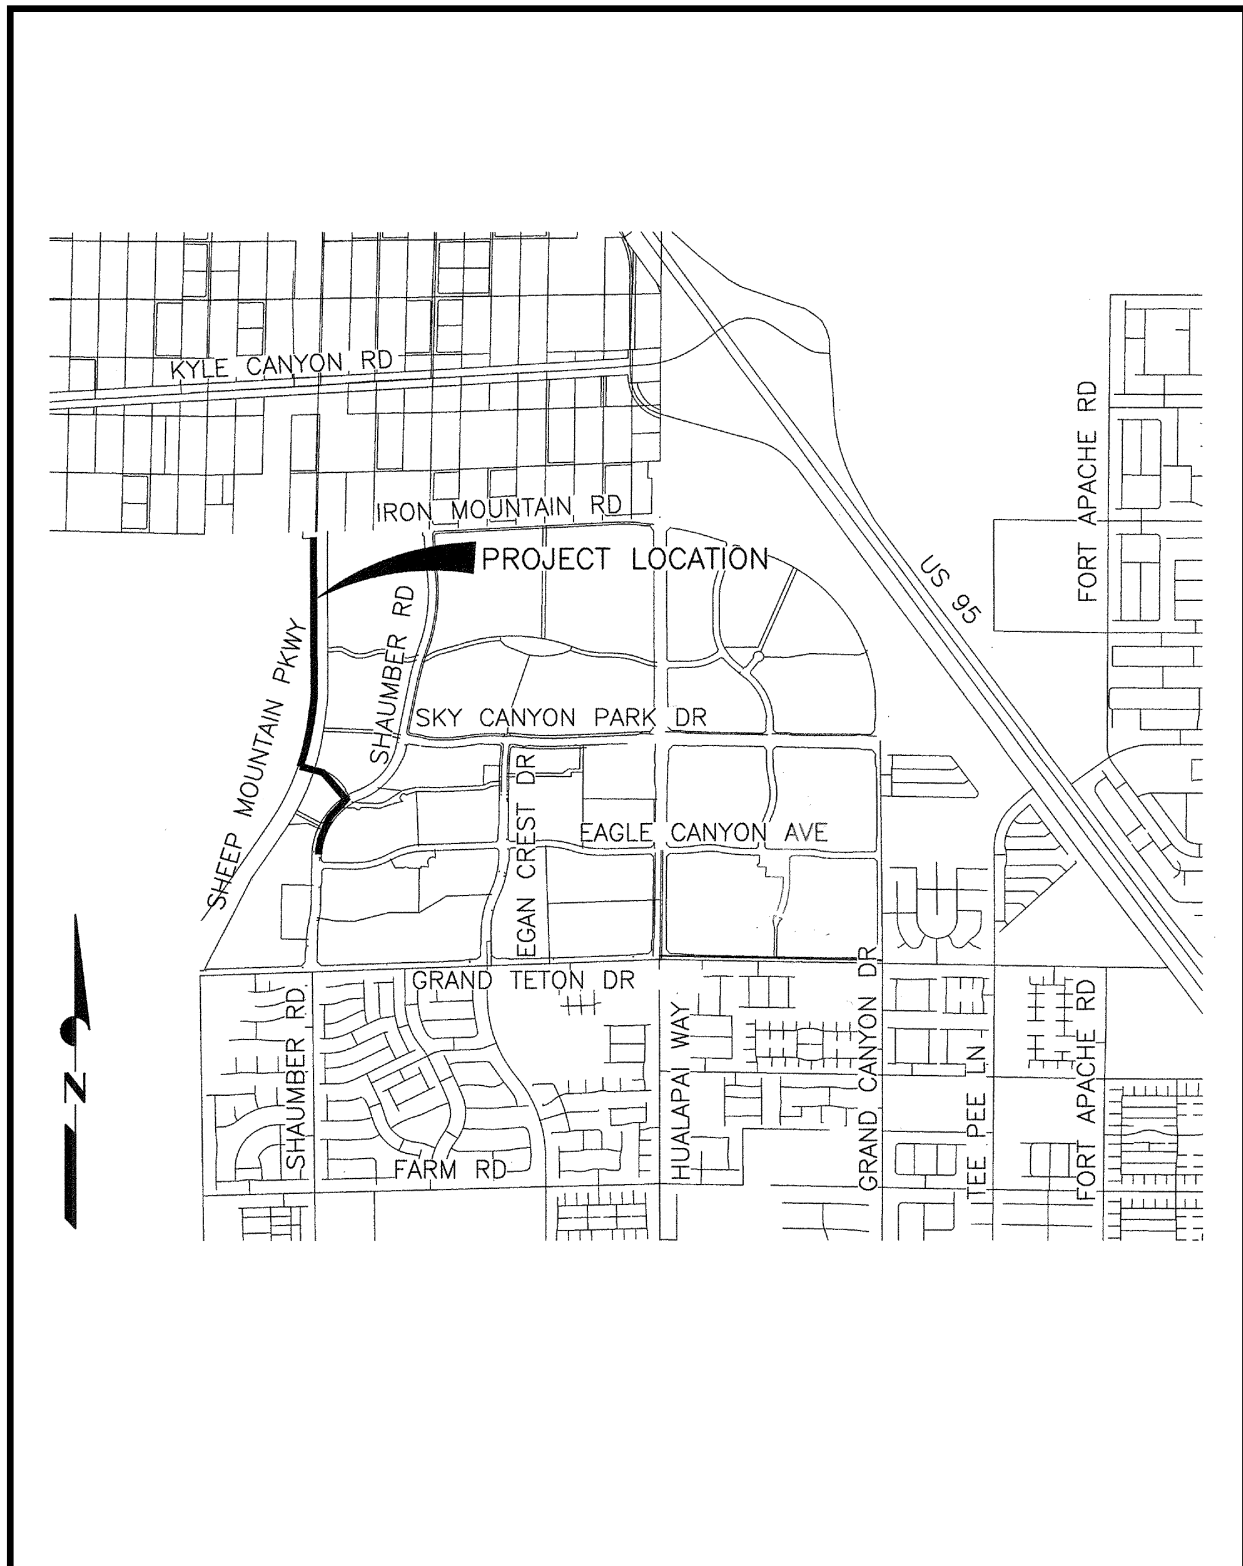 KYLE CANYON RD
FORT APACHE RD
IRON MOUNTAIN RD
PROJECT LOCATION
US 95
SHAUMBER RD
SHEEP MOUNTAIN PKWY
SKY CANYON PARK DR
EGAN CREST DR
EAGLE CANYON AVE
GRAND TETON DR
SHAUMBER RD
HUALAPAI WAY
GRAND CANYON DR
TEE PEE LN
FORT APACHE RD
FARM RD
N